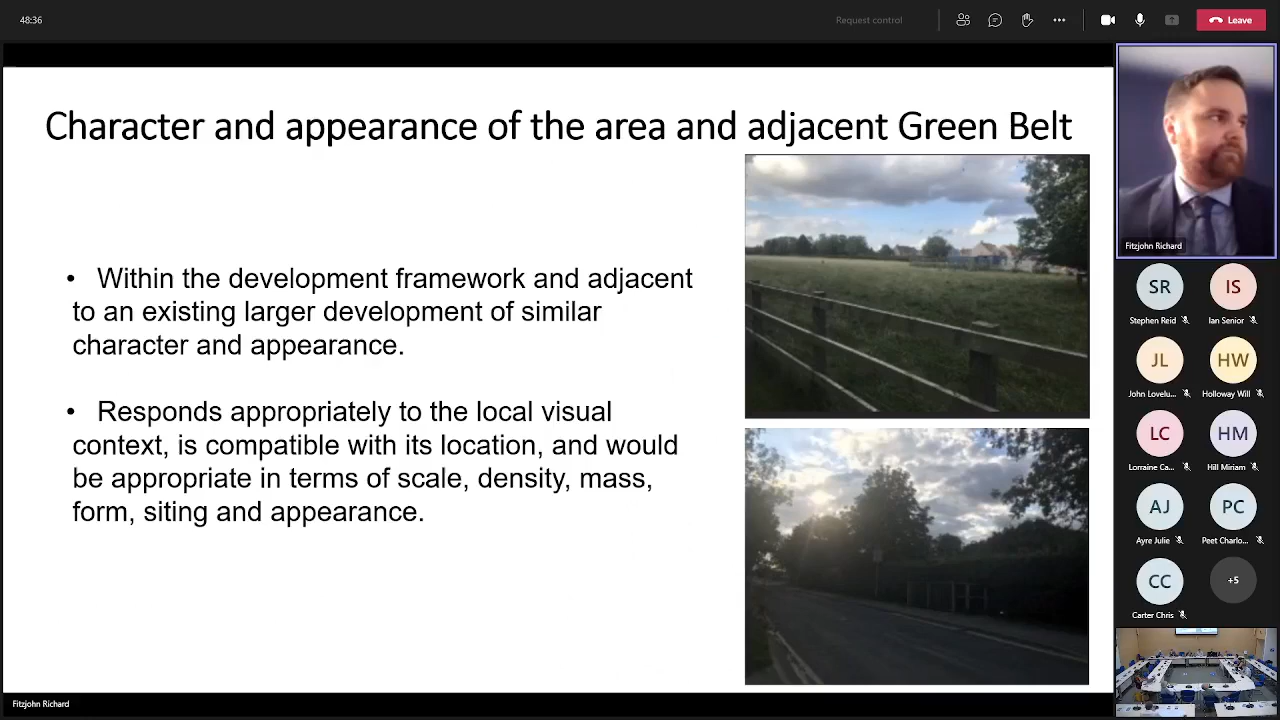 48:36
Request control
Leave
Character and appearance of the area and adjacent Green Belt
• Within the development framework and adjacent
to an existing larger development of similar
character and appearance.
• Responds appropriately to the local visual
context, is compatible with its location, and would
be appropriate in terms of scale, density, mass,
form, siting and appearance.
Fitzjohn Richard
SR
IS
Stephen Reid
Ian Senior
JL
HW
John Lovelu...
Holloway Will
LC
HM
Lorraine Ca...
Hill Miriam
AJ
PC
Ayre Julie
Peet Charlo...
CC
+5
Carter Chris
Fitzjohn Richard